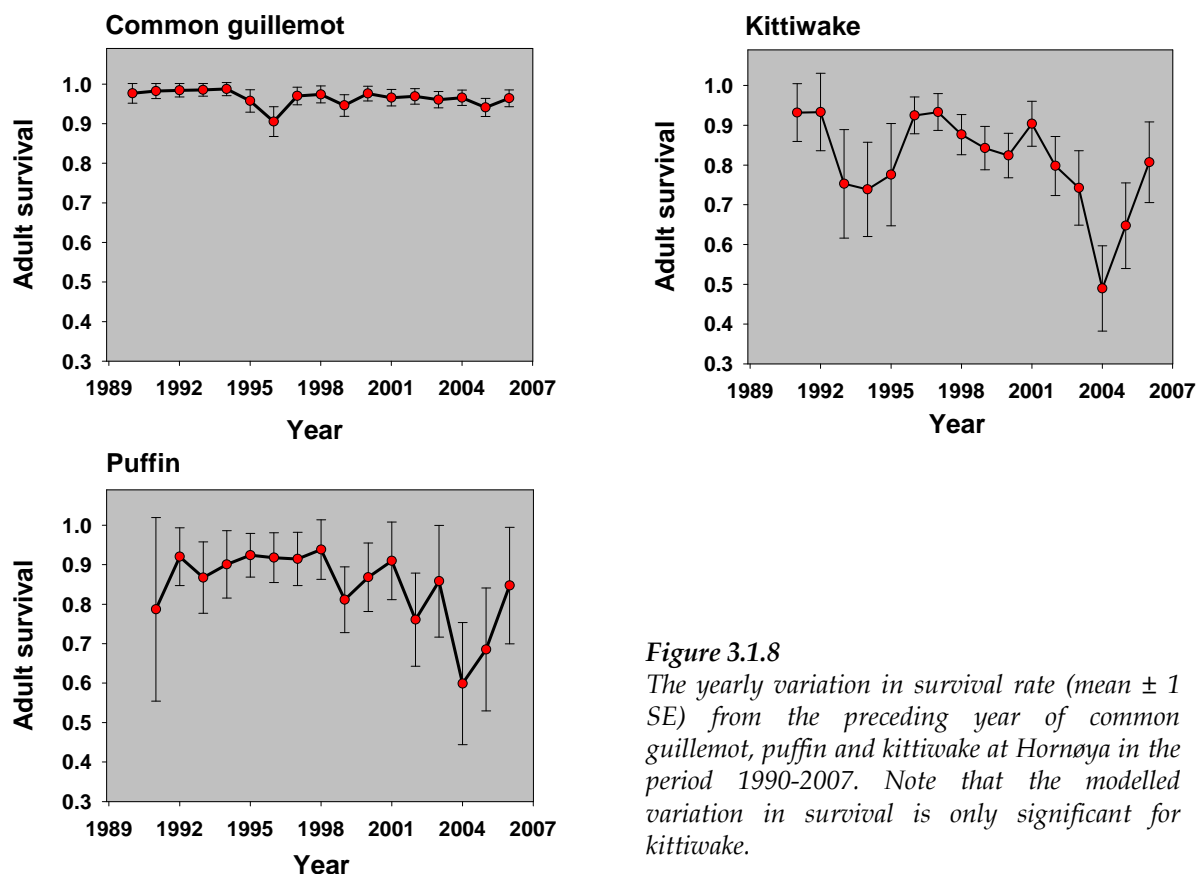 Common guillemot
Adult survival
1.0
0.9
0.8
0.7
0.6
0.5
0.4
0.3
1989 1992 1995 1998 2001 2004 2007
Year
Kittiwake
Adult survival
1.0
0.9
0.8
0.7
0.6
0.5
0.4
0.3
1989 1992 1995 1998 2001 2004 2007
Year
Puffin
Adult survival
1.0
0.9
0.8
0.7
0.6
0.5
0.4
0.3
1989 1992 1995 1998 2001 2004 2007
Year
Figure 3.1.8
The yearly variation in survival rate (mean ± 1
SE) from the preceding year of common
guillemot, puffin and kittiwake at Hornøya in the
period 1990-2007. Note that the modelled
variation in survival is only significant for
kittiwake.